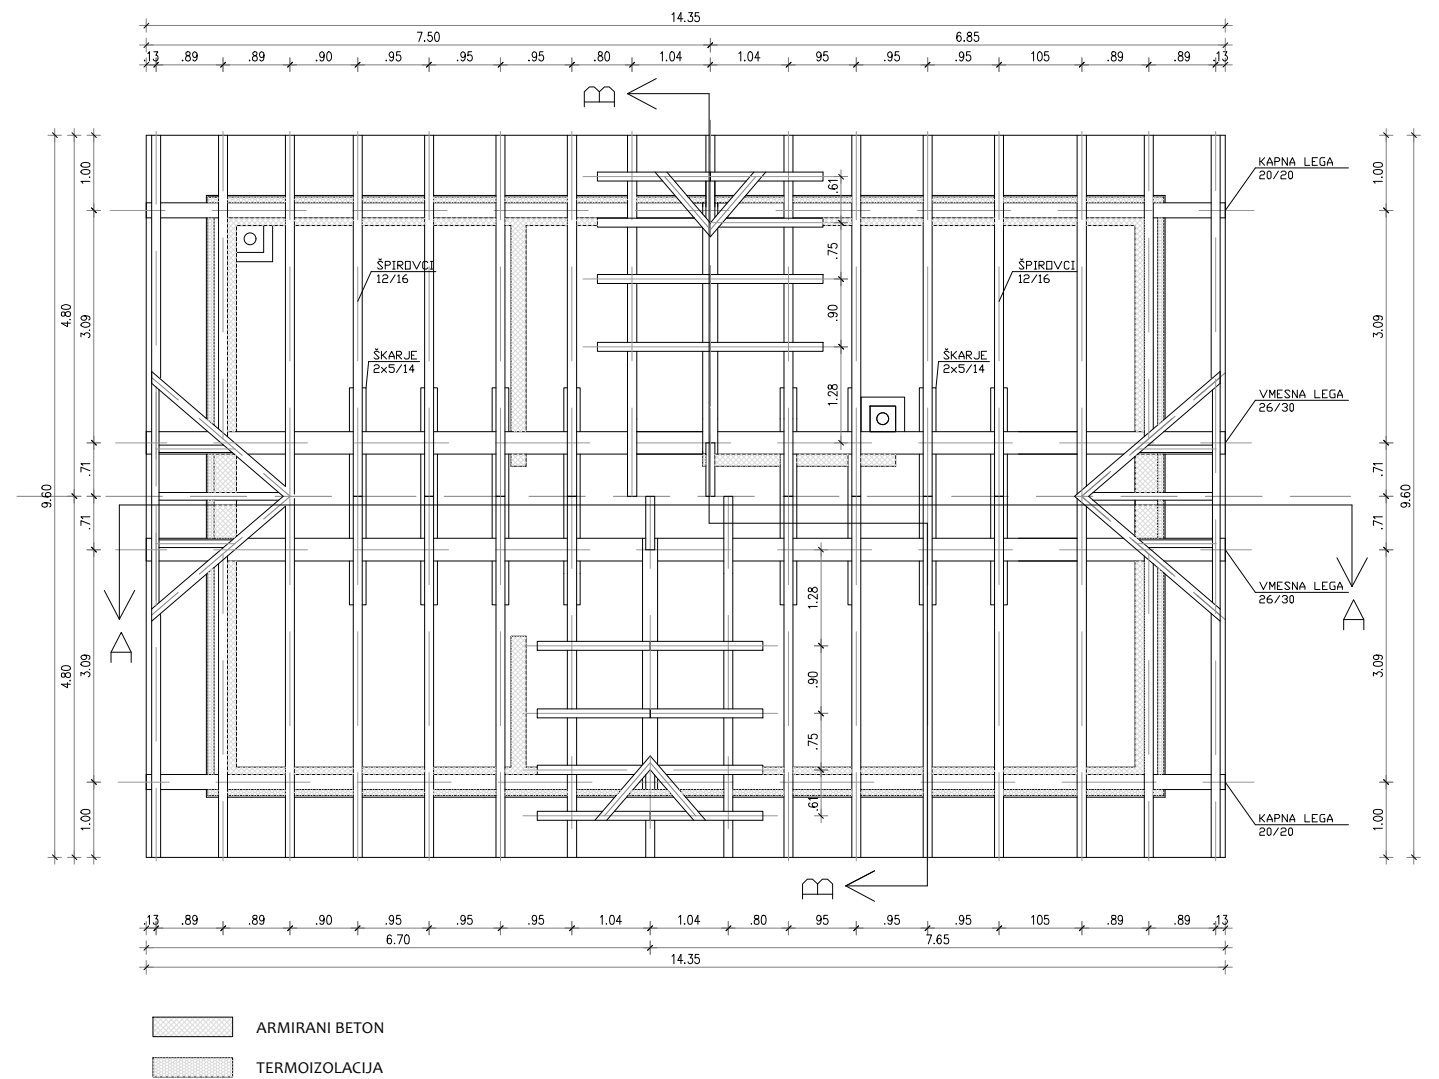 14.35
7.50 6.85
.13 .89 .89 .90 .95 .95 .95 .80 1.04 1.04 95 .95 .95 105 .89 .89 .13
B
1.00 .61 KAPNA LEGA 1.00
20/20
4.80 3.09 ŠPIROVCI .75 ŠPIROVCI 3.09
12/16 12/16
.90
ŠKARJE ŠKARJE
2x5/14 2x5/14
1.28 VMESNA LEGA
26/30
.71 .71
9.60 9.60
.71 .71
1.28 VMESNA LEGA
26/30
A A
4.80 3.09 .90 3.09
.75
.61
1.00 KAPNA LEGA 1.00
20/20
B
.13 .89 .89 .90 .95 .95 .95 1.04 1.04 .80 95 .95 .95 105 .89 .89 .13
6.70 7.65
14.35
ARMIRANI BETON
TERMOIZOLACIJA